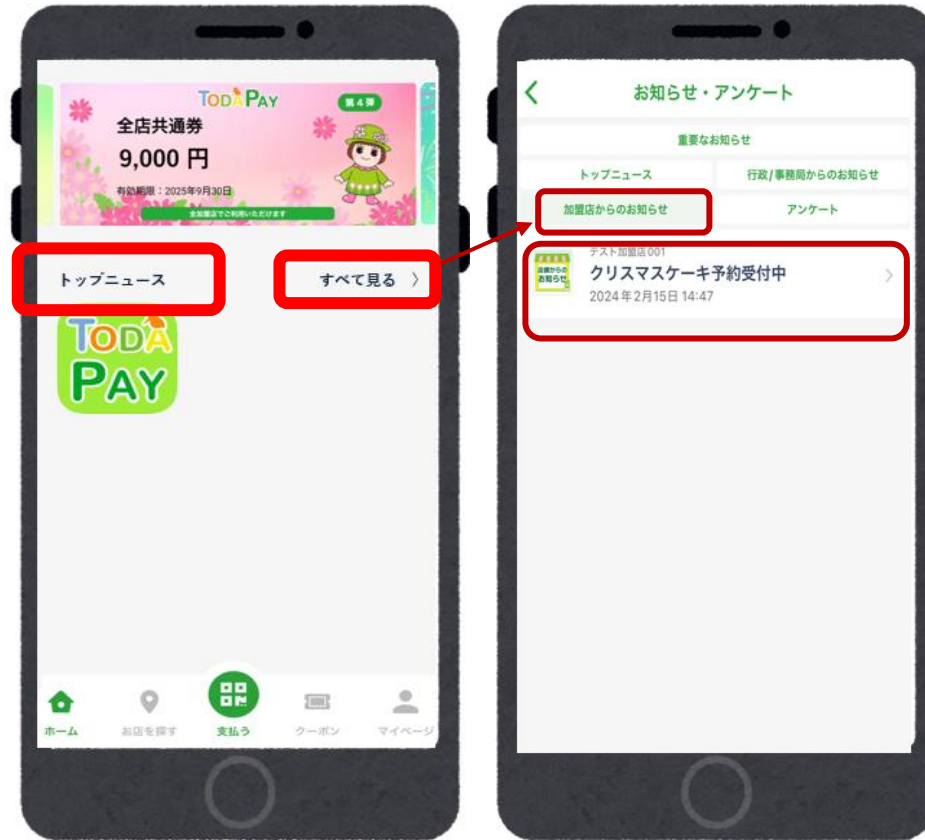 TODAPAY
第4弾
全店共通券
9,000 円
有効期限：2025年9月30日
全加盟店でご利用いただけます
トップニュース
すべて見る 〉
TODA
PAY
ホーム
お店を探す
支払う
クーポン
マイページ
お知らせ・アンケート
重要なお知らせ
トップニュース
行政/事務局からのお知らせ
加盟店からのお知らせ
アンケート
店舗からの
お知らせ
テスト加盟店001
クリスマスケーキ予約受付中
2024年2月15日 14:47